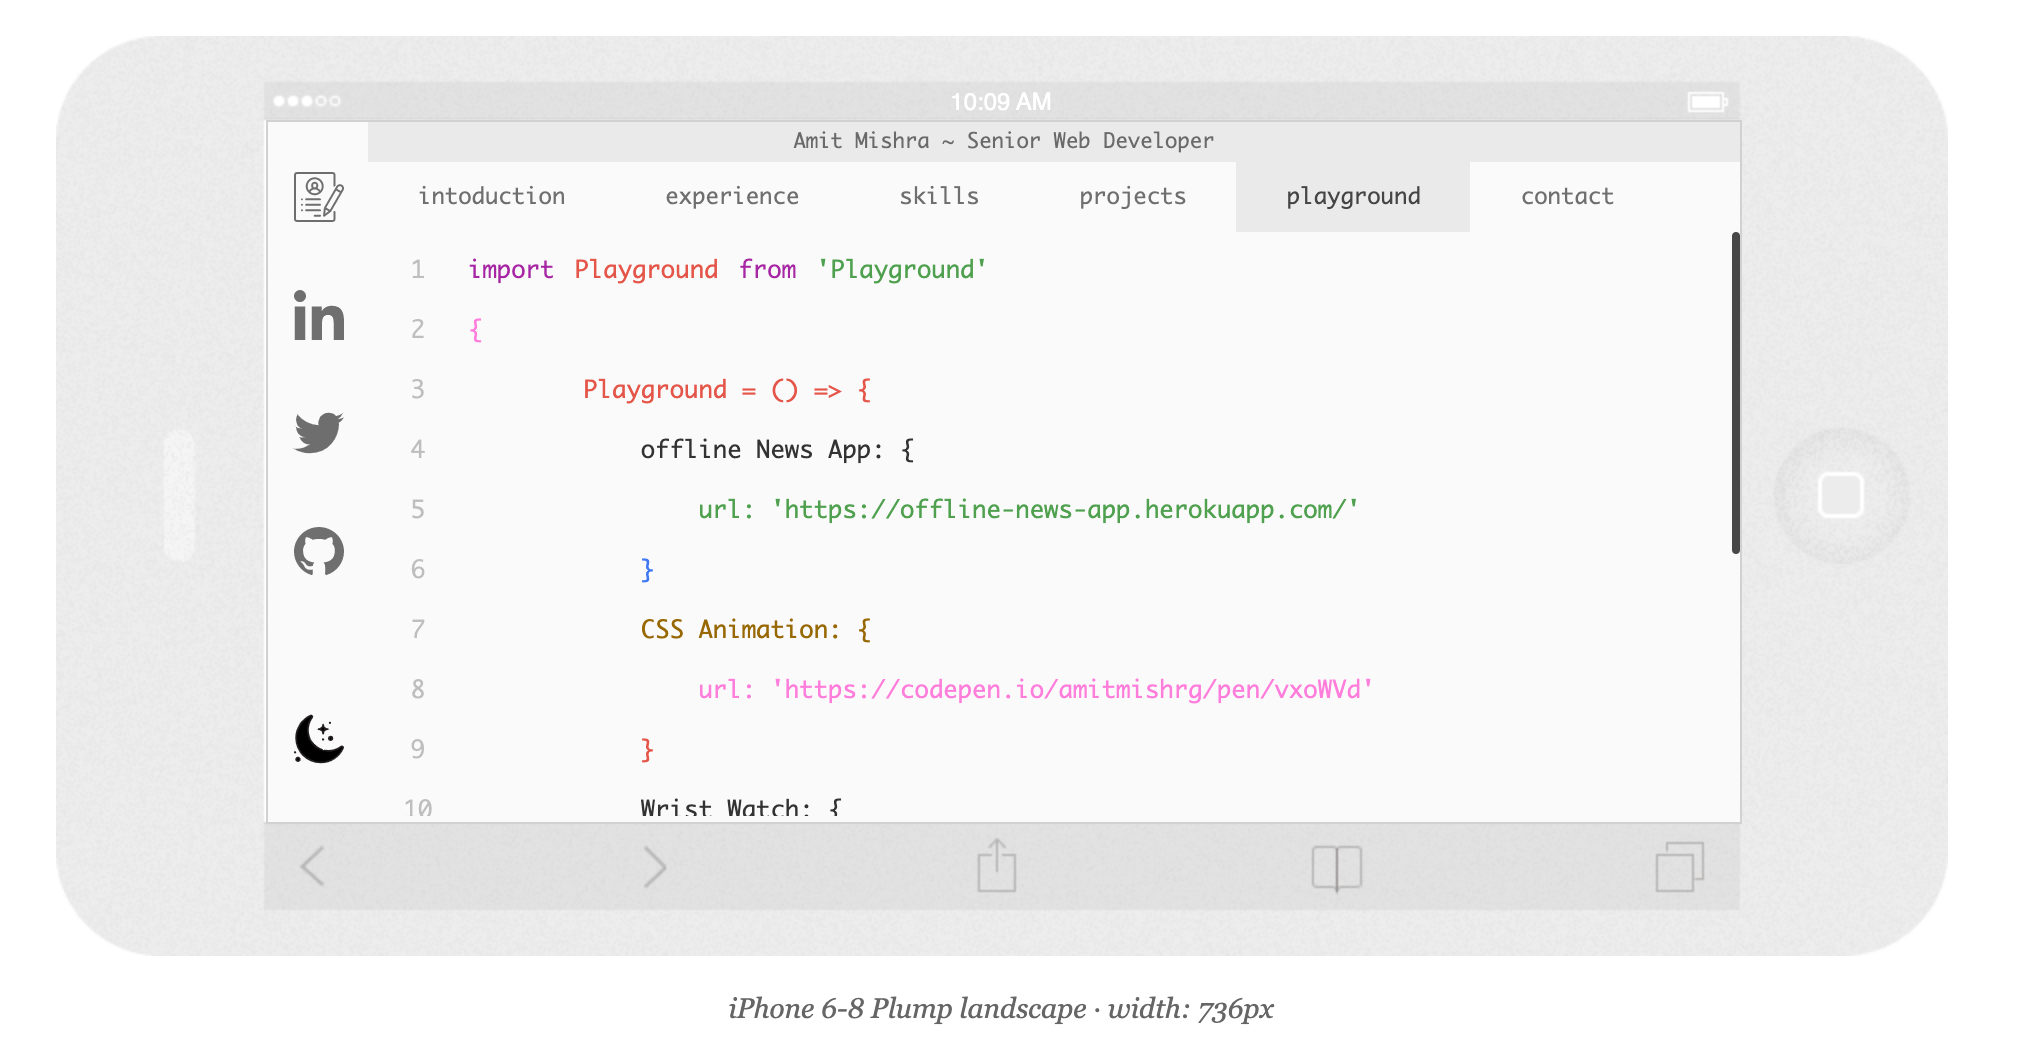 10:09 AM
Amit Mishra ~ Senior Web Developer
intoduction experience skills projects playground contact
in
1 import Playground from 'Playground'
2 {
3 Playground = () => {
4 offline News App: {
5 url: 'https://offline-news-app.herokuapp.com/'
6 }
7 CSS Animation: {
8 url: 'https://codepen.io/amitmishrg/pen/vxoWVd'
9 }
10 Wrist Watch: {
iPhone 6-8 Plump landscape · width: 736px